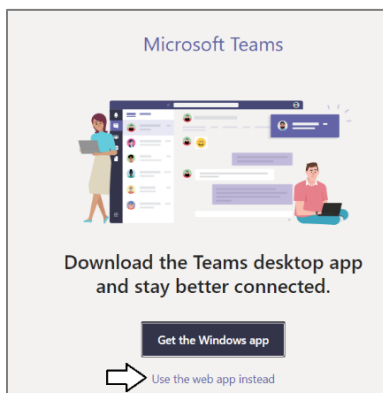 Microsoft Teams
Download the Teams desktop app
and stay better connected.
Get the Windows app
Use the web app instead